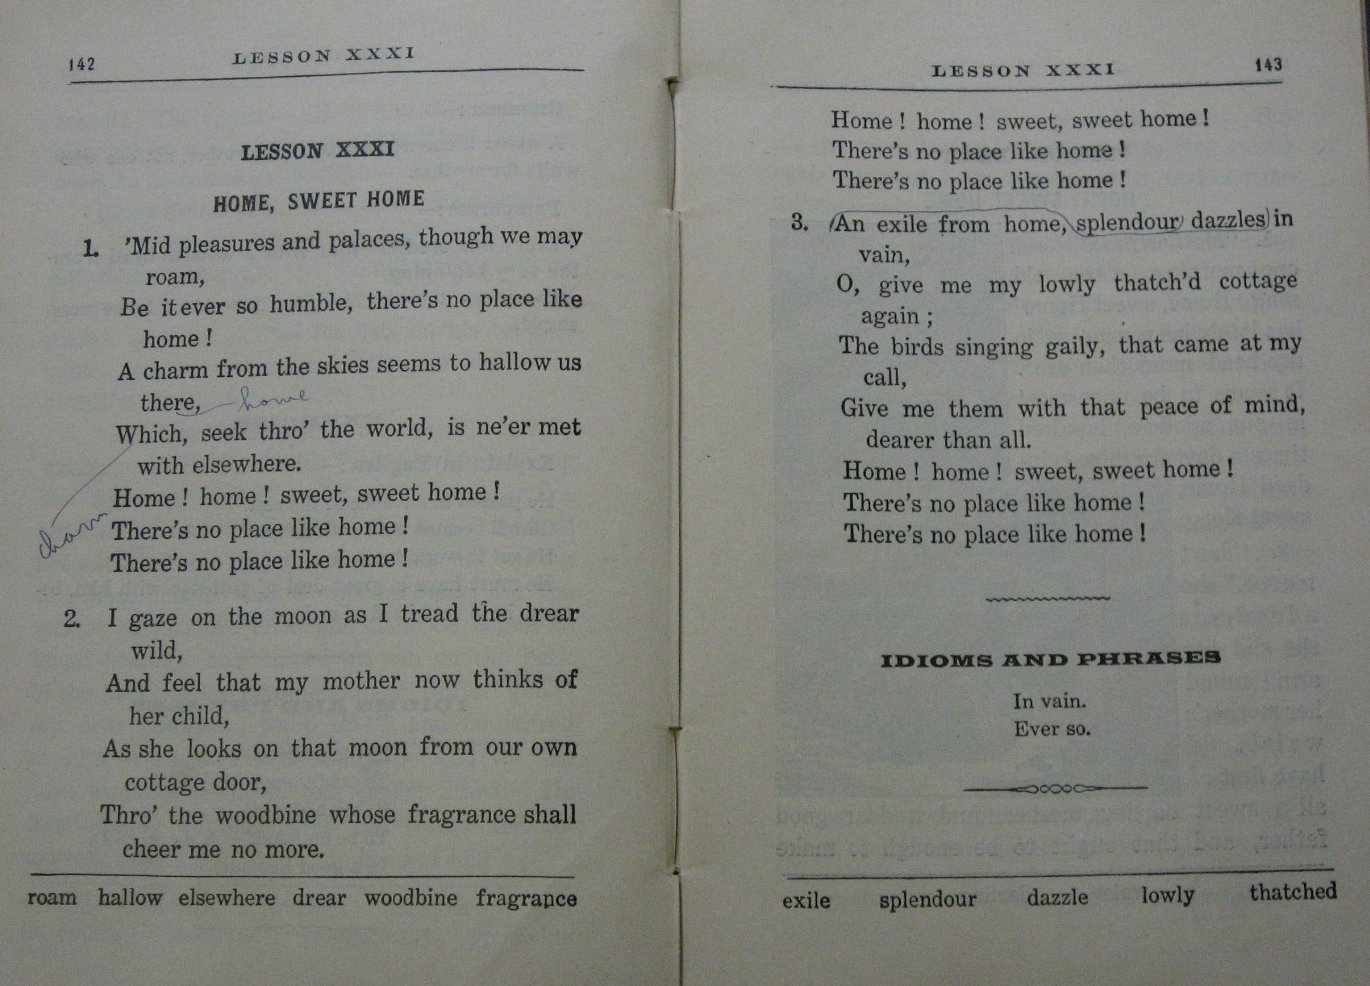 142 LESSON XXXI
LESSON XXXI
HOME, SWEET HOME
1. 'Mid pleasures and palaces, though we may
roam,
Be it ever so humble, there's no place like
home !
A charm from the skies seems to hallow us
there, home
Which, seek thro' the world, is ne'er met
with elsewhere.
Home ! home ! sweet, sweet home !
charm
There's no place like home !
There's no place like home !
2. I gaze on the moon as I tread the drear
wild,
And feel that my mother now thinks of
her child,
As she looks on that moon from our own
cottage door,
Thro' the woodbine whose fragrance shall
cheer me no more.
roam hallow elsewhere drear woodbine fragrance
LESSON XXXI 143
Home ! home ! sweet, sweet home !
There's no place like home !
There's no place like home !
3. An exile from home, splendour dazzles in
vain,
O, give me my lowly thatch'd cottage
again ;
The birds singing gaily, that came at my
call,
Give me them with that peace of mind,
dearer than all.
Home ! home ! sweet, sweet home !
There's no place like home !
There's no place like home !
IDIOMS AND PHRASES
In vain.
Ever so.
exile splendour dazzle lowly thatched